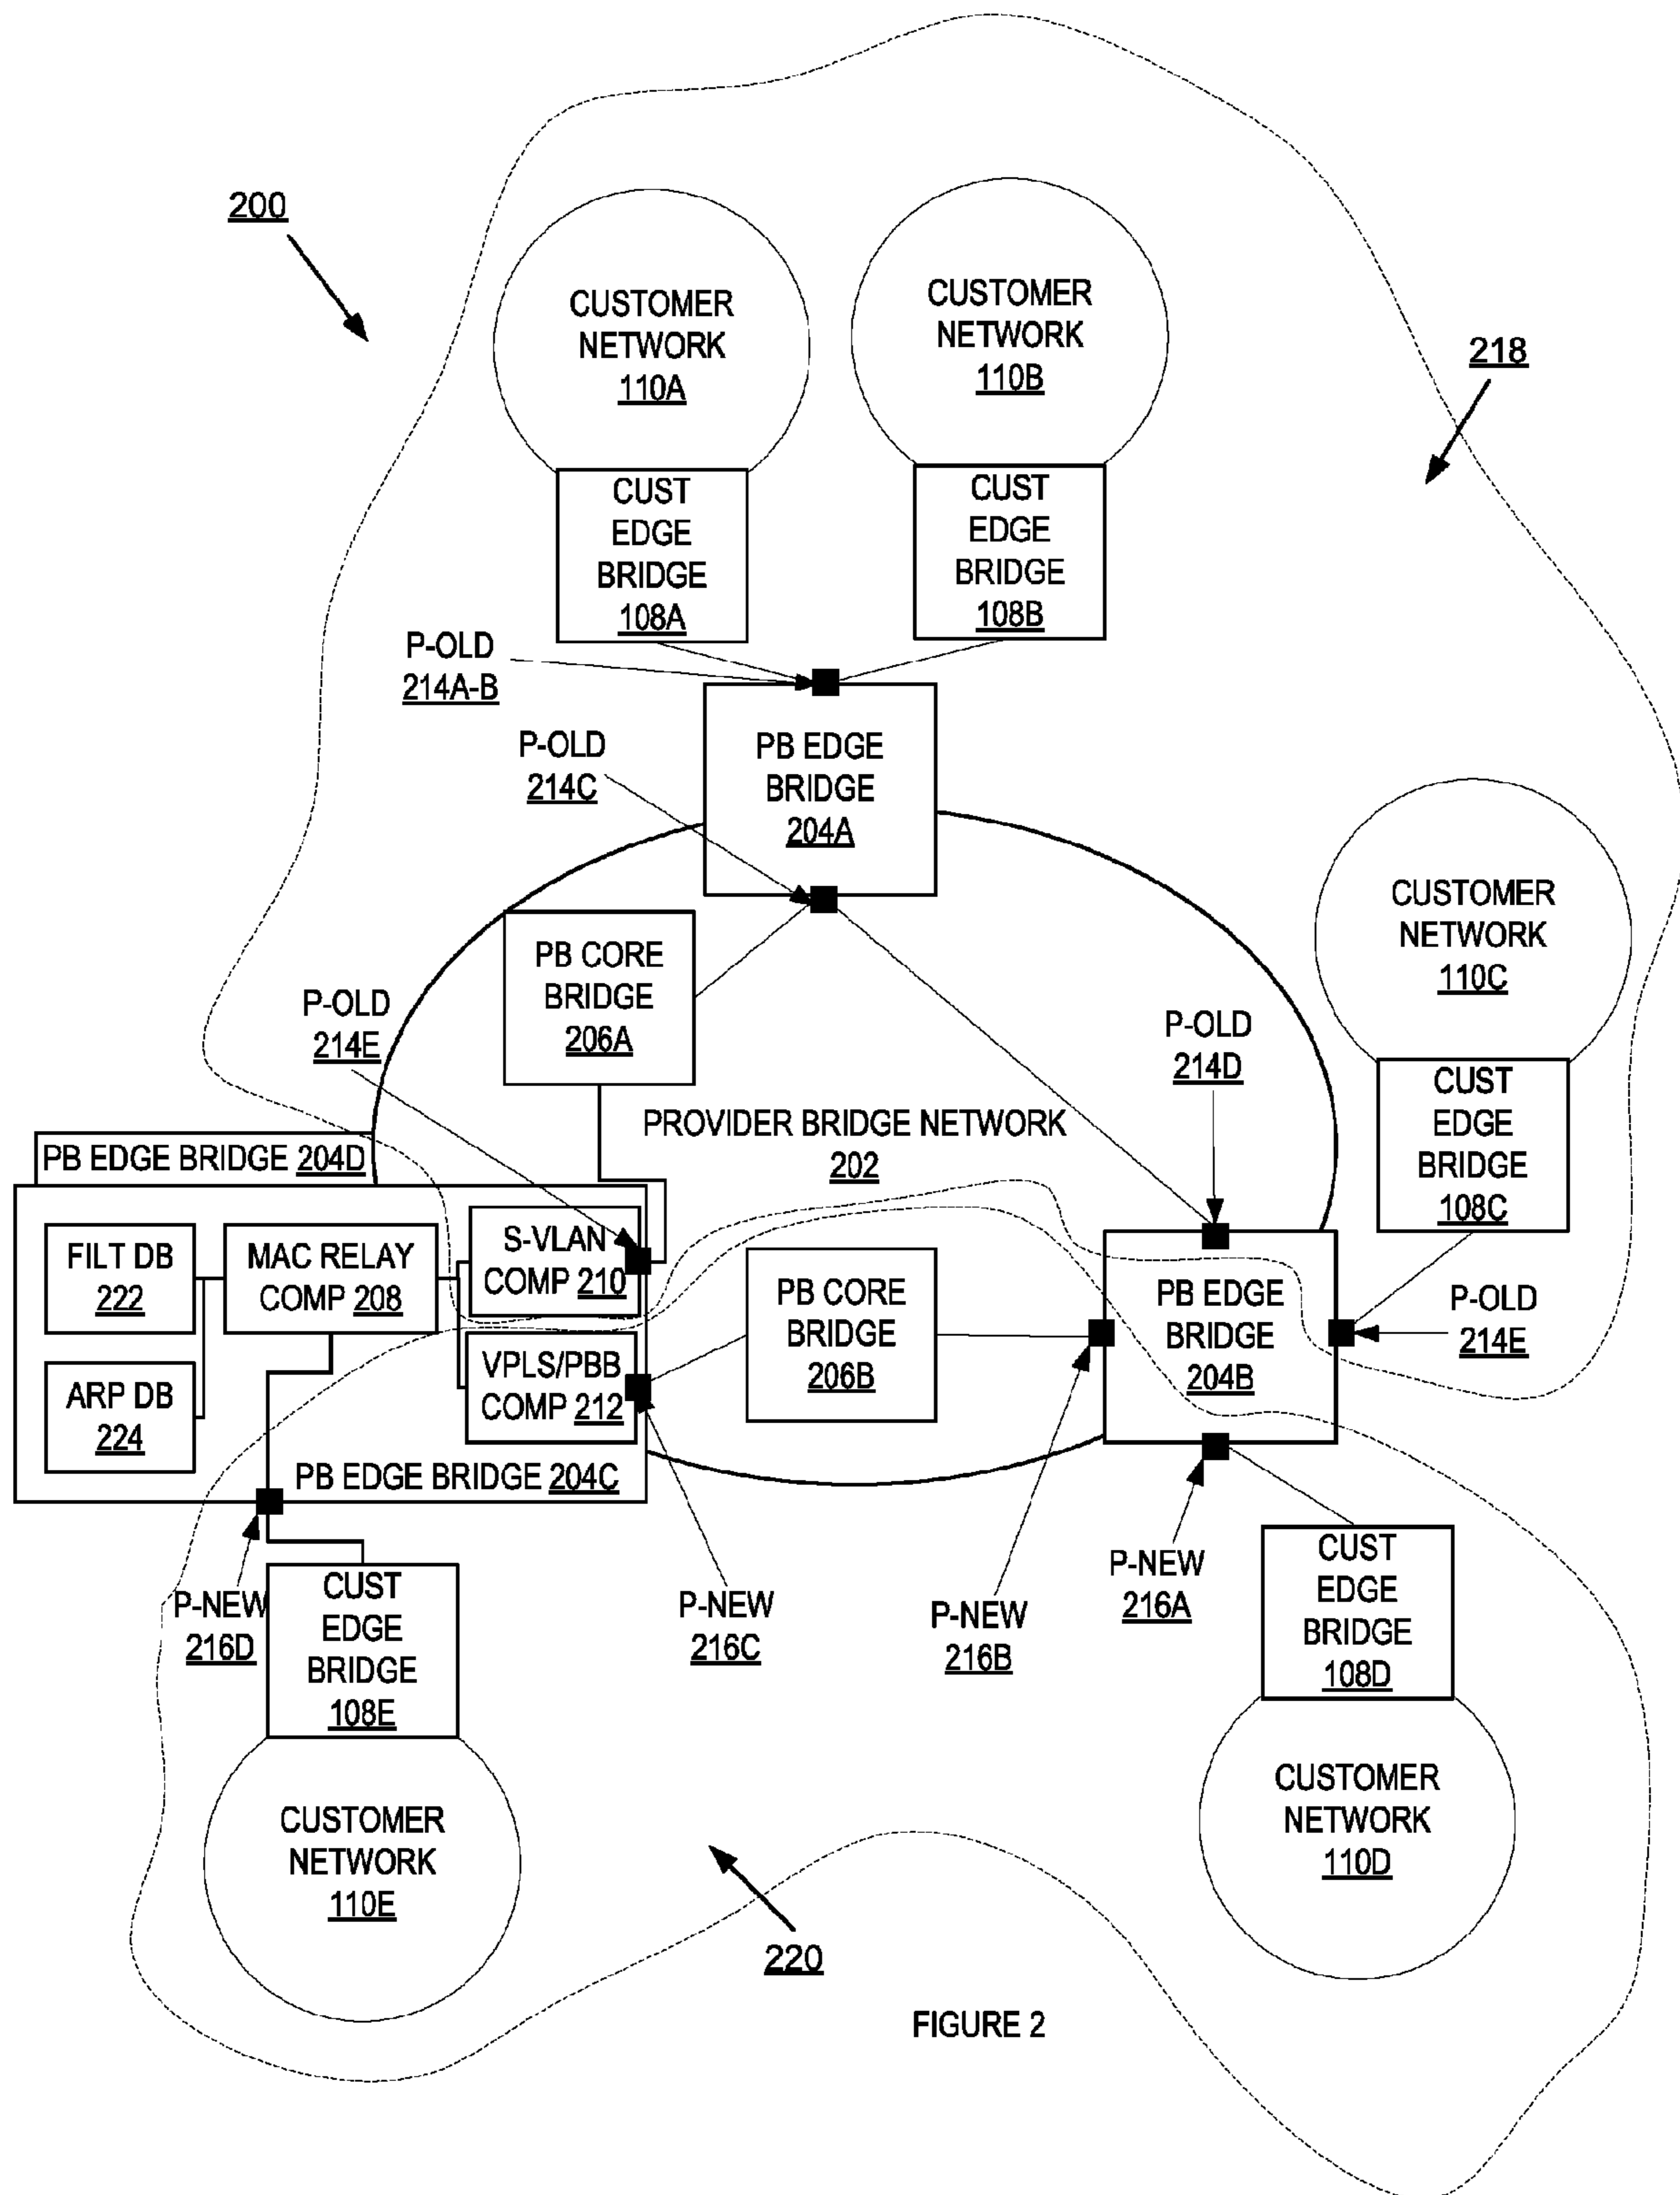 200
CUSTOMER
NETWORK
110A
CUSTOMER
NETWORK
110B
218
CUST
EDGE
BRIDGE
108A
CUST
EDGE
BRIDGE
108B
P-OLD
214A-B
P-OLD
214C
PB EDGE
BRIDGE
204A
CUSTOMER
NETWORK
110C
PB CORE
BRIDGE
206A
P-OLD
214E
P-OLD
214D
CUST
EDGE
BRIDGE
108C
PROVIDER BRIDGE NETWORK
202
PB EDGE BRIDGE 204D
FILT DB
222
MAC RELAY
COMP 208
S-VLAN
COMP 210
PB CORE
BRIDGE
206B
PB EDGE
BRIDGE
204B
P-OLD
214E
ARP DB
224
VPLS/PBB
COMP 212
PB EDGE BRIDGE 204C
P-NEW
216D
CUST
EDGE
BRIDGE
108E
P-NEW
216C
P-NEW
216B
P-NEW
216A
CUST
EDGE
BRIDGE
108D
CUSTOMER
NETWORK
110E
CUSTOMER
NETWORK
110D
220
FIGURE 2